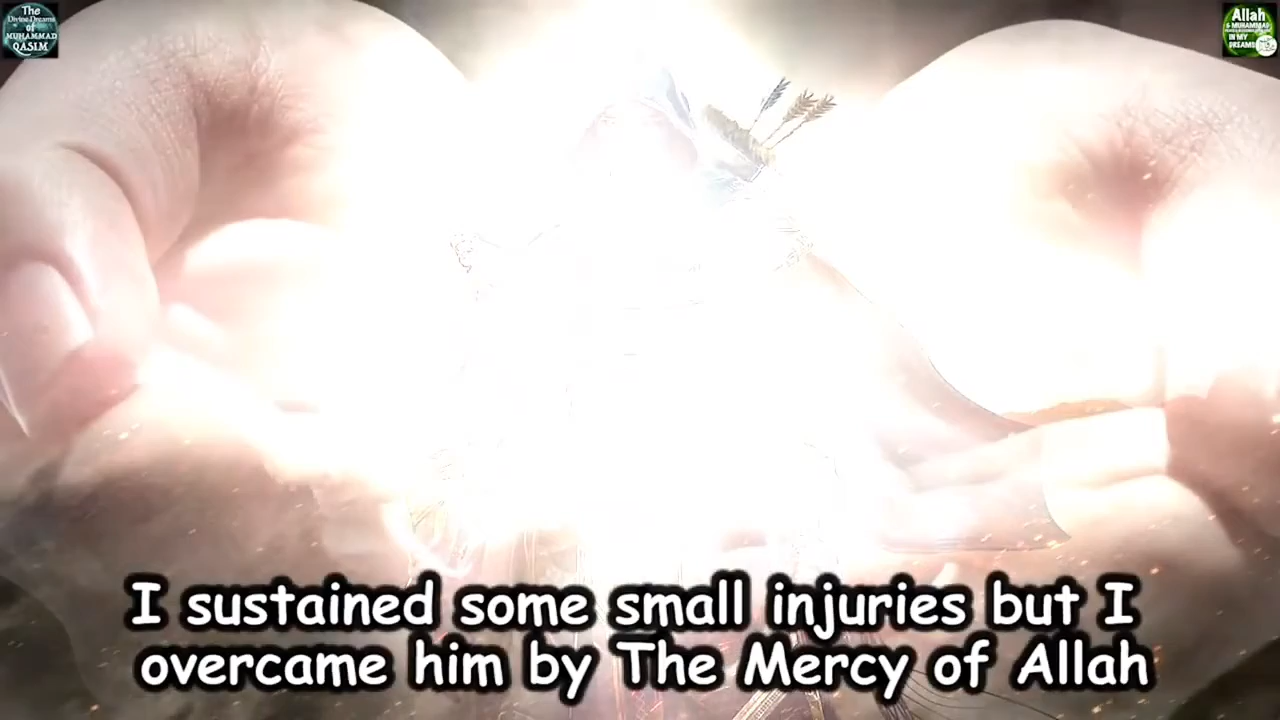 The
Divine Dreams
of
MUHAMMAD
QASIM
Allah
& MUHAMMAD
IN MY
DREAMS
I sustained some small injuries but I
overcame him by The Mercy of Allah